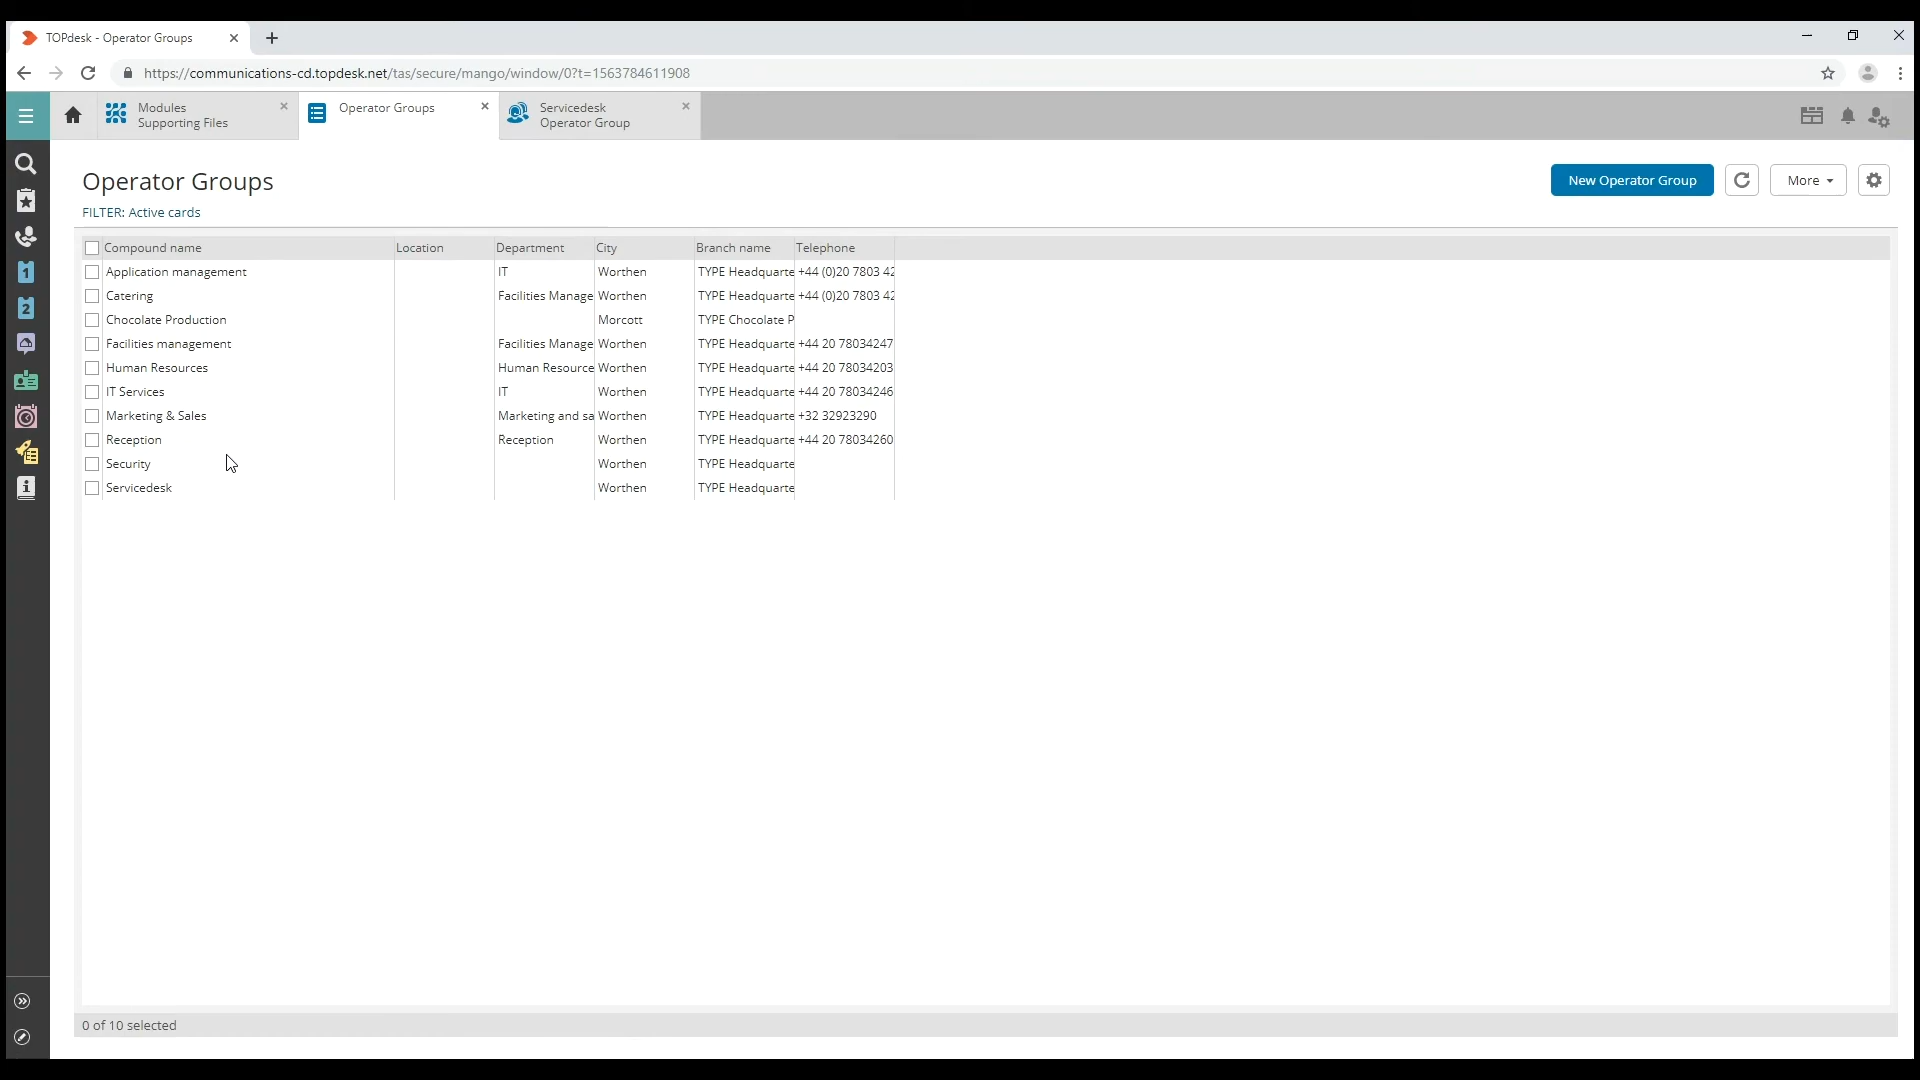 TOPdesk - Operator Groups
https://communications-cd.topdesk.net/tas/secure/mango/window/0?t=1563784611908
Modules
Supporting Files
Operator Groups
Servicedesk
Operator Group
Operator Groups
New Operator Group
More
FILTER: Active cards
Compound name Location Department City Branch name Telephone
Application management IT Worthen TYPE Headquarte +44 (0)20 7803 42
Catering Facilities Manage Worthen TYPE Headquarte +44 (0)20 7803 42
Chocolate Production Morcott TYPE Chocolate P
Facilities management Facilities Manage Worthen TYPE Headquarte +44 20 78034247
Human Resources Human Resource Worthen TYPE Headquarte +44 20 78034203
IT Services IT Worthen TYPE Headquarte +44 20 78034246
Marketing & Sales Marketing and sa Worthen TYPE Headquarte +32 32923290
Reception Reception Worthen TYPE Headquarte +44 20 78034260
Security Worthen TYPE Headquarte
Servicedesk Worthen TYPE Headquarte
1
2
0 of 10 selected